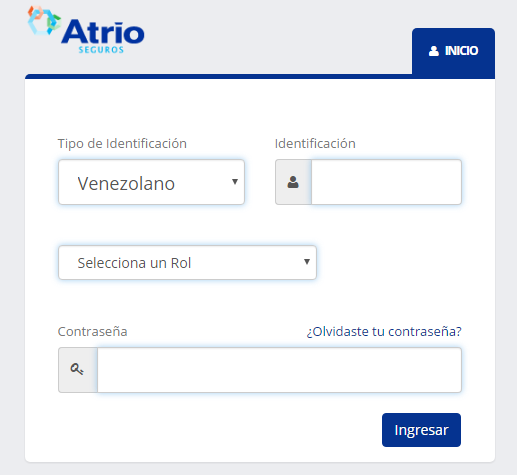 Atrio
SEGUROS
INICIO
Tipo de Identificación
Identificación
Venezolano
Selecciona un Rol
Contraseña
¿Olvidaste tu contraseña?
Ingresar